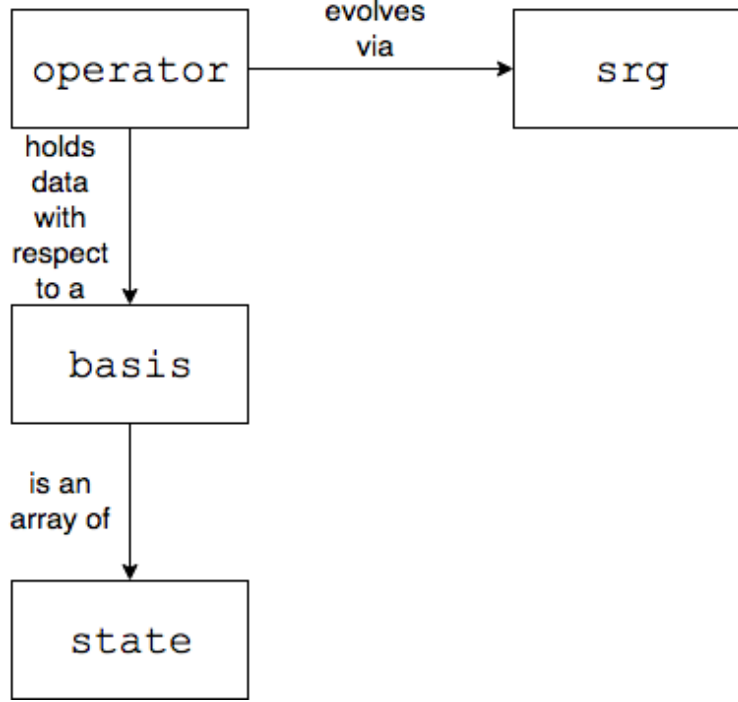 evolves
via
operator
srg
holds
data
with
respect
to a
basis
is an
array of
state